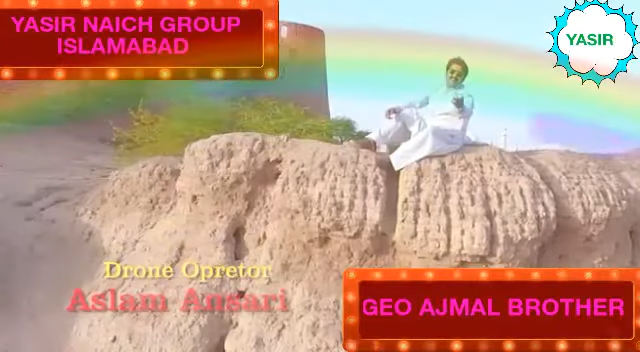 YASIR NAICH GROUP
ISLAMABAD
YASIR
Drone Opretor
Aslam Ansari
GEO AJMAL BROTHER